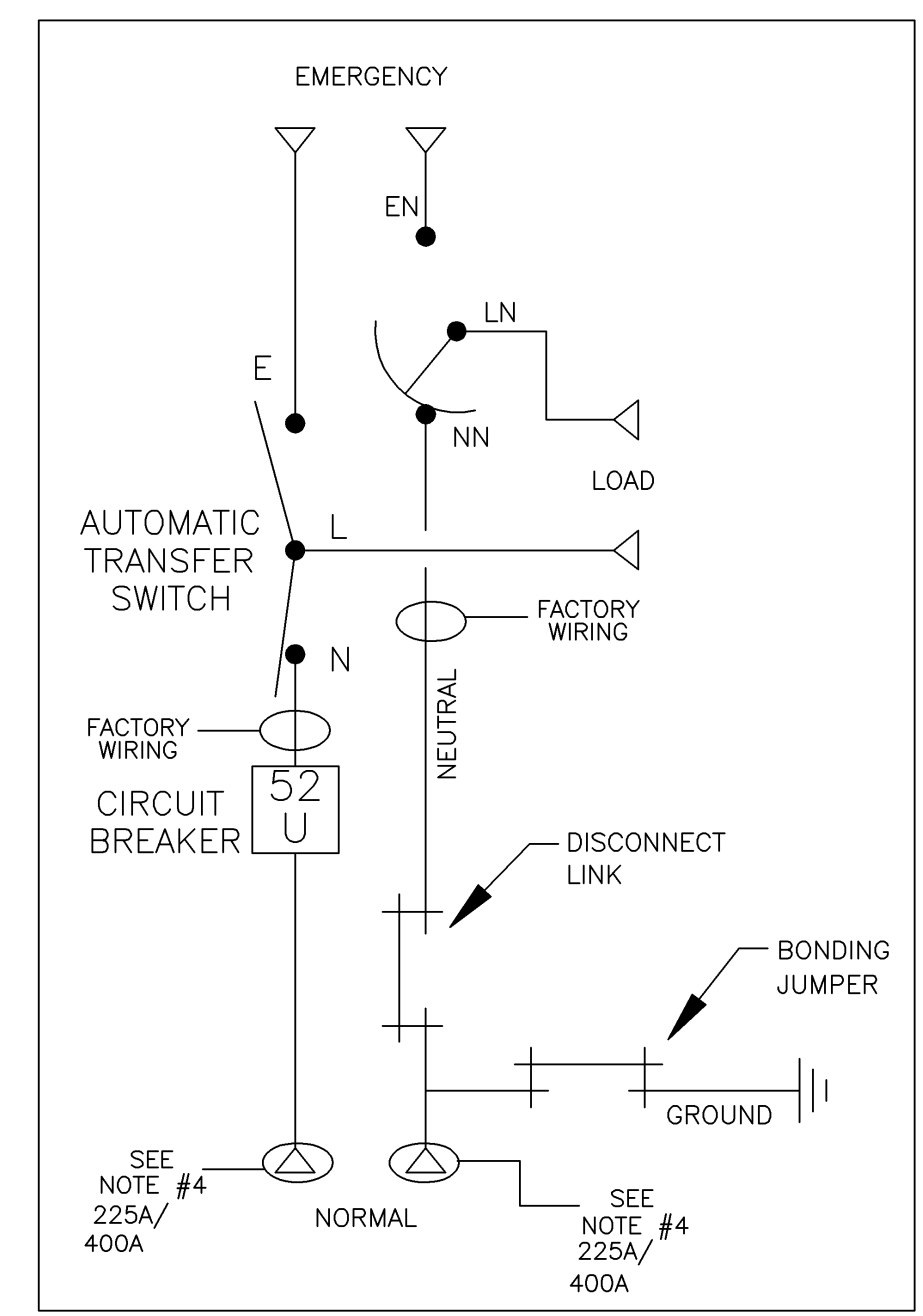 EMERGENCY
EN
LN
E
NN
LOAD
AUTOMATIC
TRANSFER
SWITCH
L
FACTORY
WIRING
N
NEUTRAL
FACTORY
WIRING
52
U
CIRCUIT
BREAKER
DISCONNECT
LINK
BONDING
JUMPER
GROUND
SEE
NOTE #4
225A/
400A
NORMAL
SEE
NOTE #4
225A/
400A